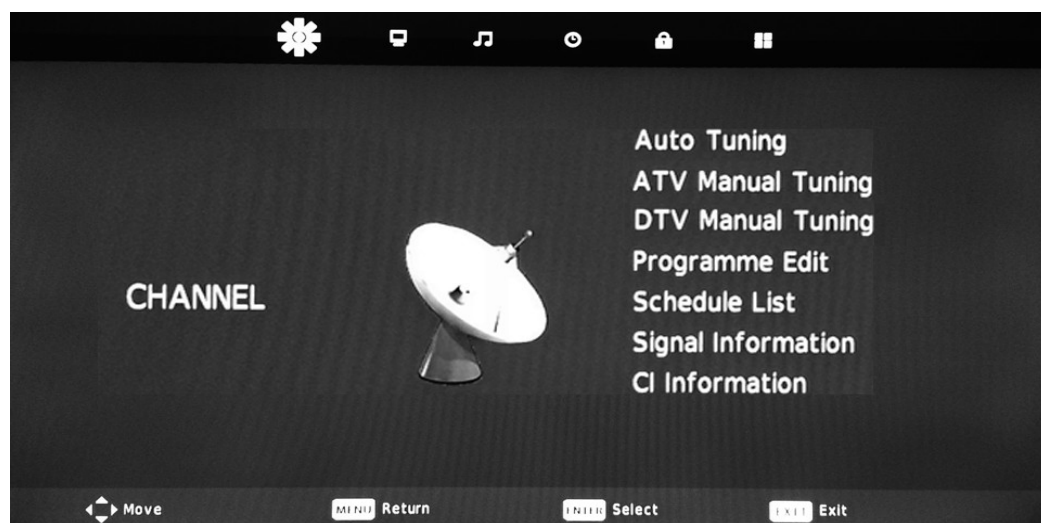 Auto Tuning
ATV Manual Tuning
DTV Manual Tuning
Programme Edit
CHANNEL
Schedule List
Signal Information
CI Information
Move MENU Return ENTER Select EXIT Exit